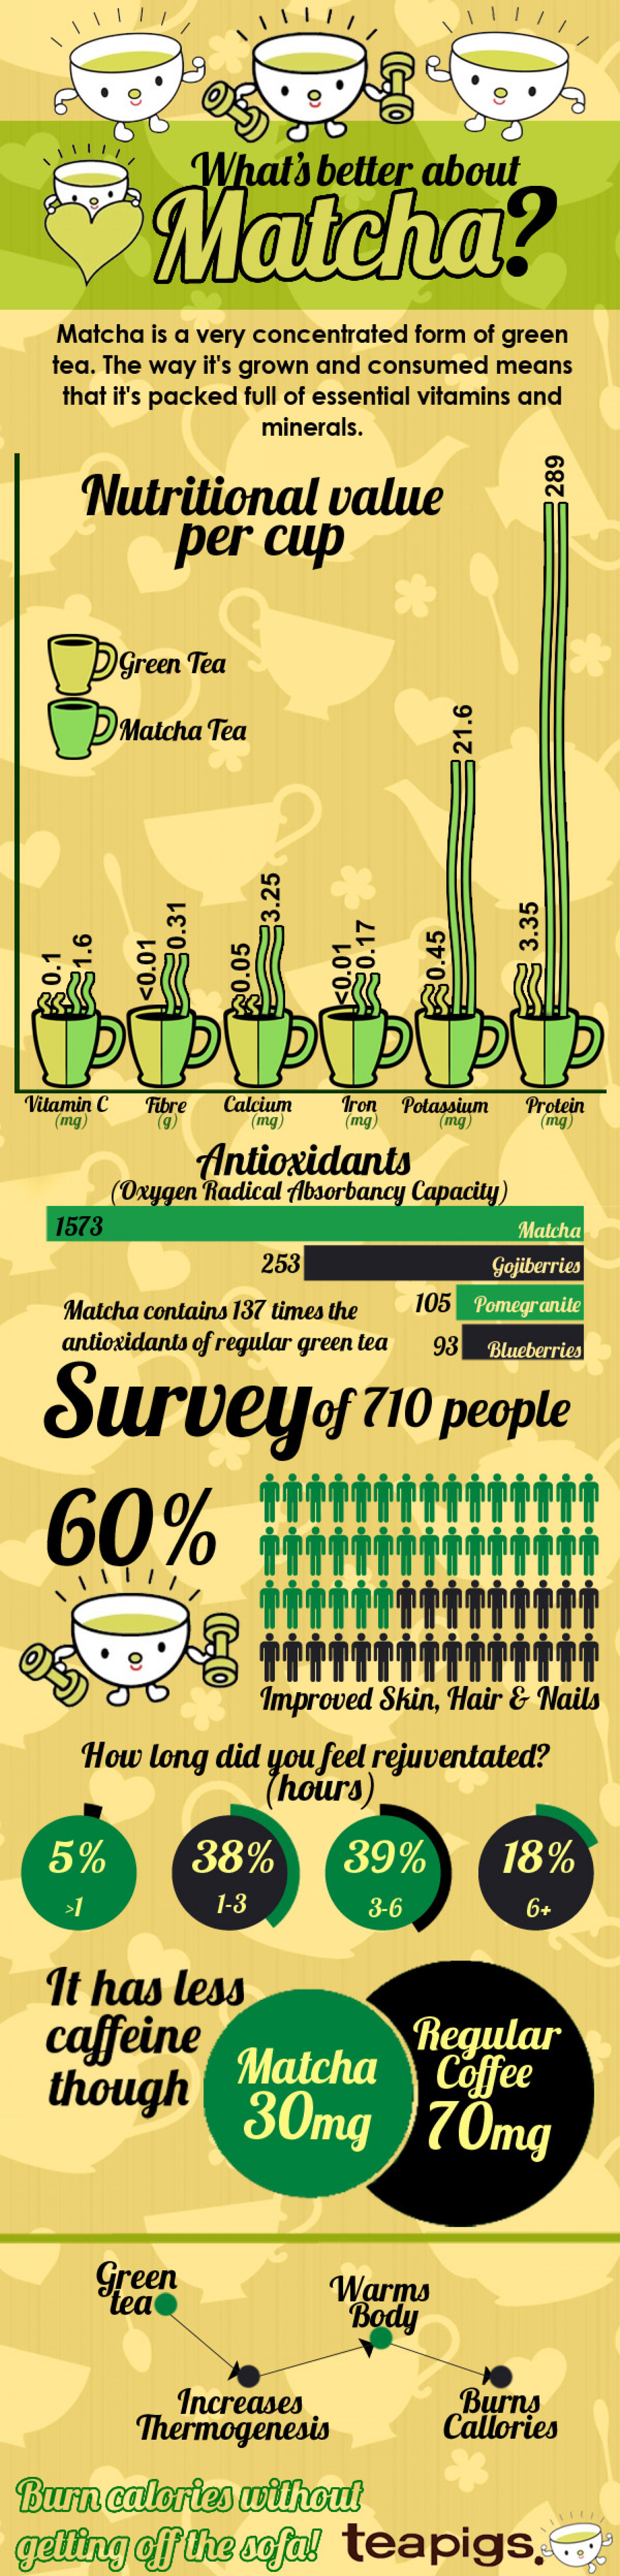 What's better about
Matcha?
Matcha is a very concentrated form of green
tea. The way it's grown and consumed means
that it's packed full of essential vitamins and
minerals.
Nutritional value
per cup
Green Tea
Matcha Tea
0.1
1.6
<0.01
0.31
0.05
3.25
<0.01
0.17
0.45
21.6
3.35
289
Vitamin C
(mg)
Fibre
(g)
Calcium
(mg)
Iron
(mg)
Potassium
(mg)
Protein
(mg)
Antioxidants
(Oxygen Radical Absorbancy Capacity)
1573 Matcha
253 Gojiberries
105 Pomegranite
93 Blueberries
Matcha contains 137 times the
antioxidants of regular green tea
Survey of 710 people
60%
Improved Skin, Hair & Nails
How long did you feel rejuventated?
(hours)
5%
>1
38%
1-3
39%
3-6
18%
6+
It has less
caffeine
though
Matcha
30mg
Regular
Coffee
70mg
Green
tea
Increases
Thermogenesis
Warms
Body
Burns
Callories
Burn calories without
getting off the sofa!
teapigs.